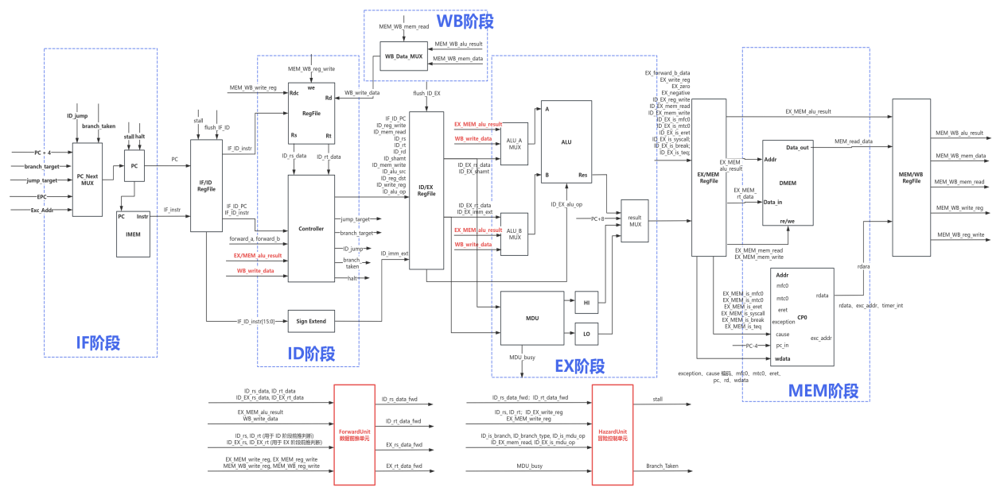 WB阶段
MEM_WB_mem_read
WB_Data_MUX
MEM_WB_alu_result
MEM_WB_mem_data
WB_write_data
ID_jump
branch_taken
PC + 4
branch_target
jump_target
EPC
Exc_Addr
PC_Next
MUX
stall
halt
PC
PC
PC
Instr
IMEM
IF_instr
IF阶段
stall
flush_IF_ID
IF/ID
RegFile
IF_ID_instr
IF_ID_PC
IF_ID_instr
IF_ID_instr[15:0]
MEM_WB_reg_write
MEM_WB_write_reg
we
Rdc
Rd
RegFile
Rs
Rt
ID_rs_data
ID_rt_data
forward_a, forward_b
EX/MEM_alu_result
WB_write_data
Controller
jump_target
branch_target
ID_jump
branch_
taken
halt
Sign Extend
ID_imm_ext
ID阶段
flush_ID_EX
IF_ID_PC
ID_reg_write
ID_mem_read
ID_rs
ID_rt
ID_rd
ID_shamt
ID_mem_write
ID_alu_src
ID_reg_dst
ID_write_reg
ID_alu_op
ID/EX
RegFile
EX_MEM_alu_result
WB_write_data
ID_EX_rs_data
ID_EX_shamt
ALU_A
MUX
ID_EX_rt_data
ID_EX_imm_ext
EX_MEM_alu_result
WB_write_data
ALU_B
MUX
A
ALU
B
Res
ID_EX_alu_op
PC+8
result
MUX
MDU
HI
LO
MDU_busy
EX阶段
EX_forward_b_data
EX_write_reg
EX_zero
EX_negative
ID_EX_reg_write
ID_EX_mem_read
ID_EX_mem_write
ID_EX_is_mfc0
ID_EX_is_mtc0
ID_EX_is_eret
ID_EX_is_syscall;
ID_EX_is_break;
ID_EX_is_teq;
EX/MEM
RegFile
EX_MEM_alu_result
EX_MEM_
alu_result
EX_MEM_
rt_data
Data_out
Addr
DMEM
Data_in
re/we
MEM_read_data
EX_MEM_mem_read
EX_MEM_mem_write
EX_MEM_is_mfc0
EX_MEM_is_mtc0
EX_MEM_is_eret
EX_MEM_is_syscall
EX_MEM_is_break
EX_MEM_is_teq
PC-4
Addr
mfc0
mtc0
eret
exception
cause
pc_in
wdata
CP0
rdata
exc_addr
rdara
rdata、exc_addr、timer_int
exception、cause 编码、mfc0、mtc0、eret、
pc、rd、wdata
MEM阶段
MEM/WB
RegFile
MEM_WB_alu_result
MEM_WB_mem_data
MEM_WB_mem_read
MEM_WB_write_reg
MEM_WB_reg_write
ID_rs_data, ID_rt_data
ID_EX_rs_data, ID_EX_rt_data
EX_MEM_alu_result
WB_write_data
ID_rs, ID_rt (用于 ID 阶段前推判断)
ID_EX_rs, ID_EX_rt (用于 EX 阶段前推判断)
EX_MEM_write_reg, EX_MEM_reg_write
MEM_WB_write_reg, MEM_WB_reg_write
ForwardUnit
数据前推单元
ID_rs_data_fwd
ID_rt_data_fwd
EX_rs_data_fwd
EX_rt_data_fwd
ID_rs_data_fwd；ID_rt_data_fwd
ID_rs, ID_rt；ID_EX_write_reg
EX_MEM_write_reg
ID_is_branch, ID_branch_type, ID_is_mdu_op
ID_EX_mem_read, ID_EX_is_mdu_op
MDU_busy
HazardUnit
冒险控制单元
stall
Branch_Taken